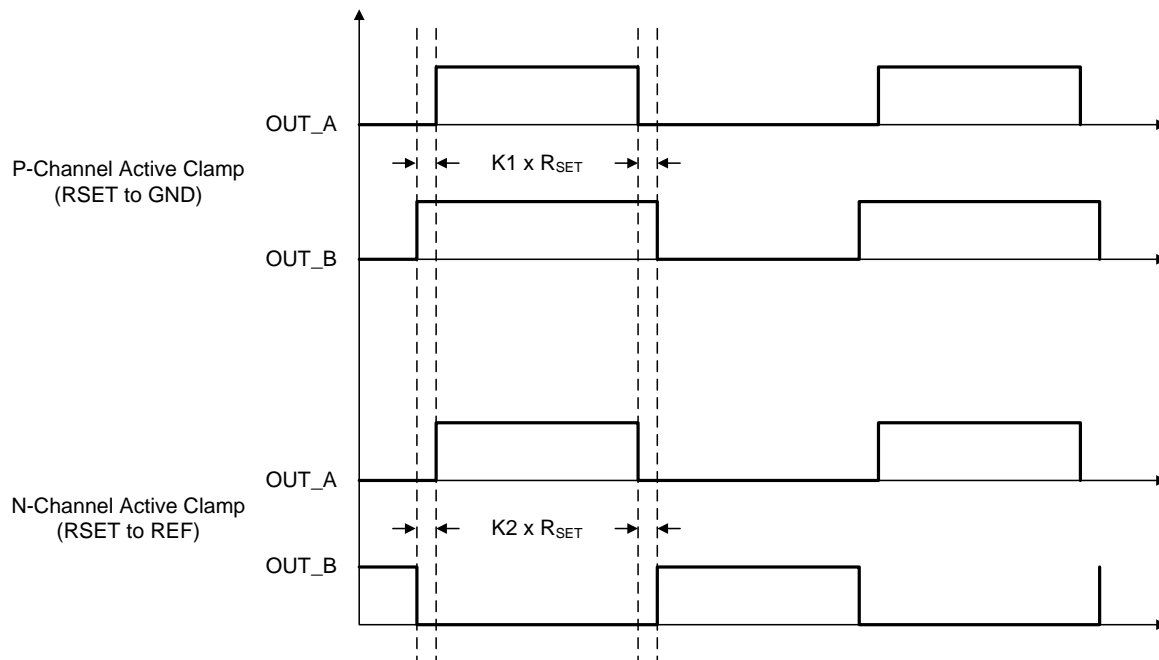 OUT_A
P-Channel Active Clamp
(RSET to GND)
K1 x RSET
OUT_B
OUT_A
N-Channel Active Clamp
(RSET to REF)
K2 x RSET
OUT_B